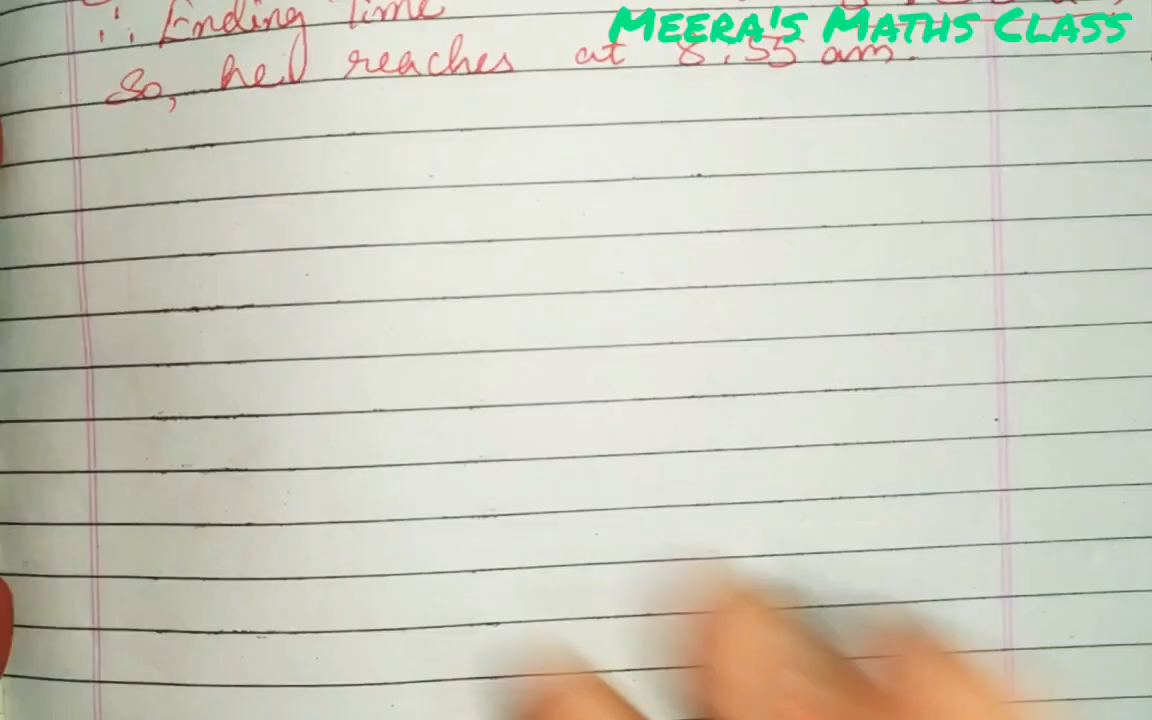 MEERA'S MATHS CLASS
∴ Ending Time
So, he reaches at 8:55 am.